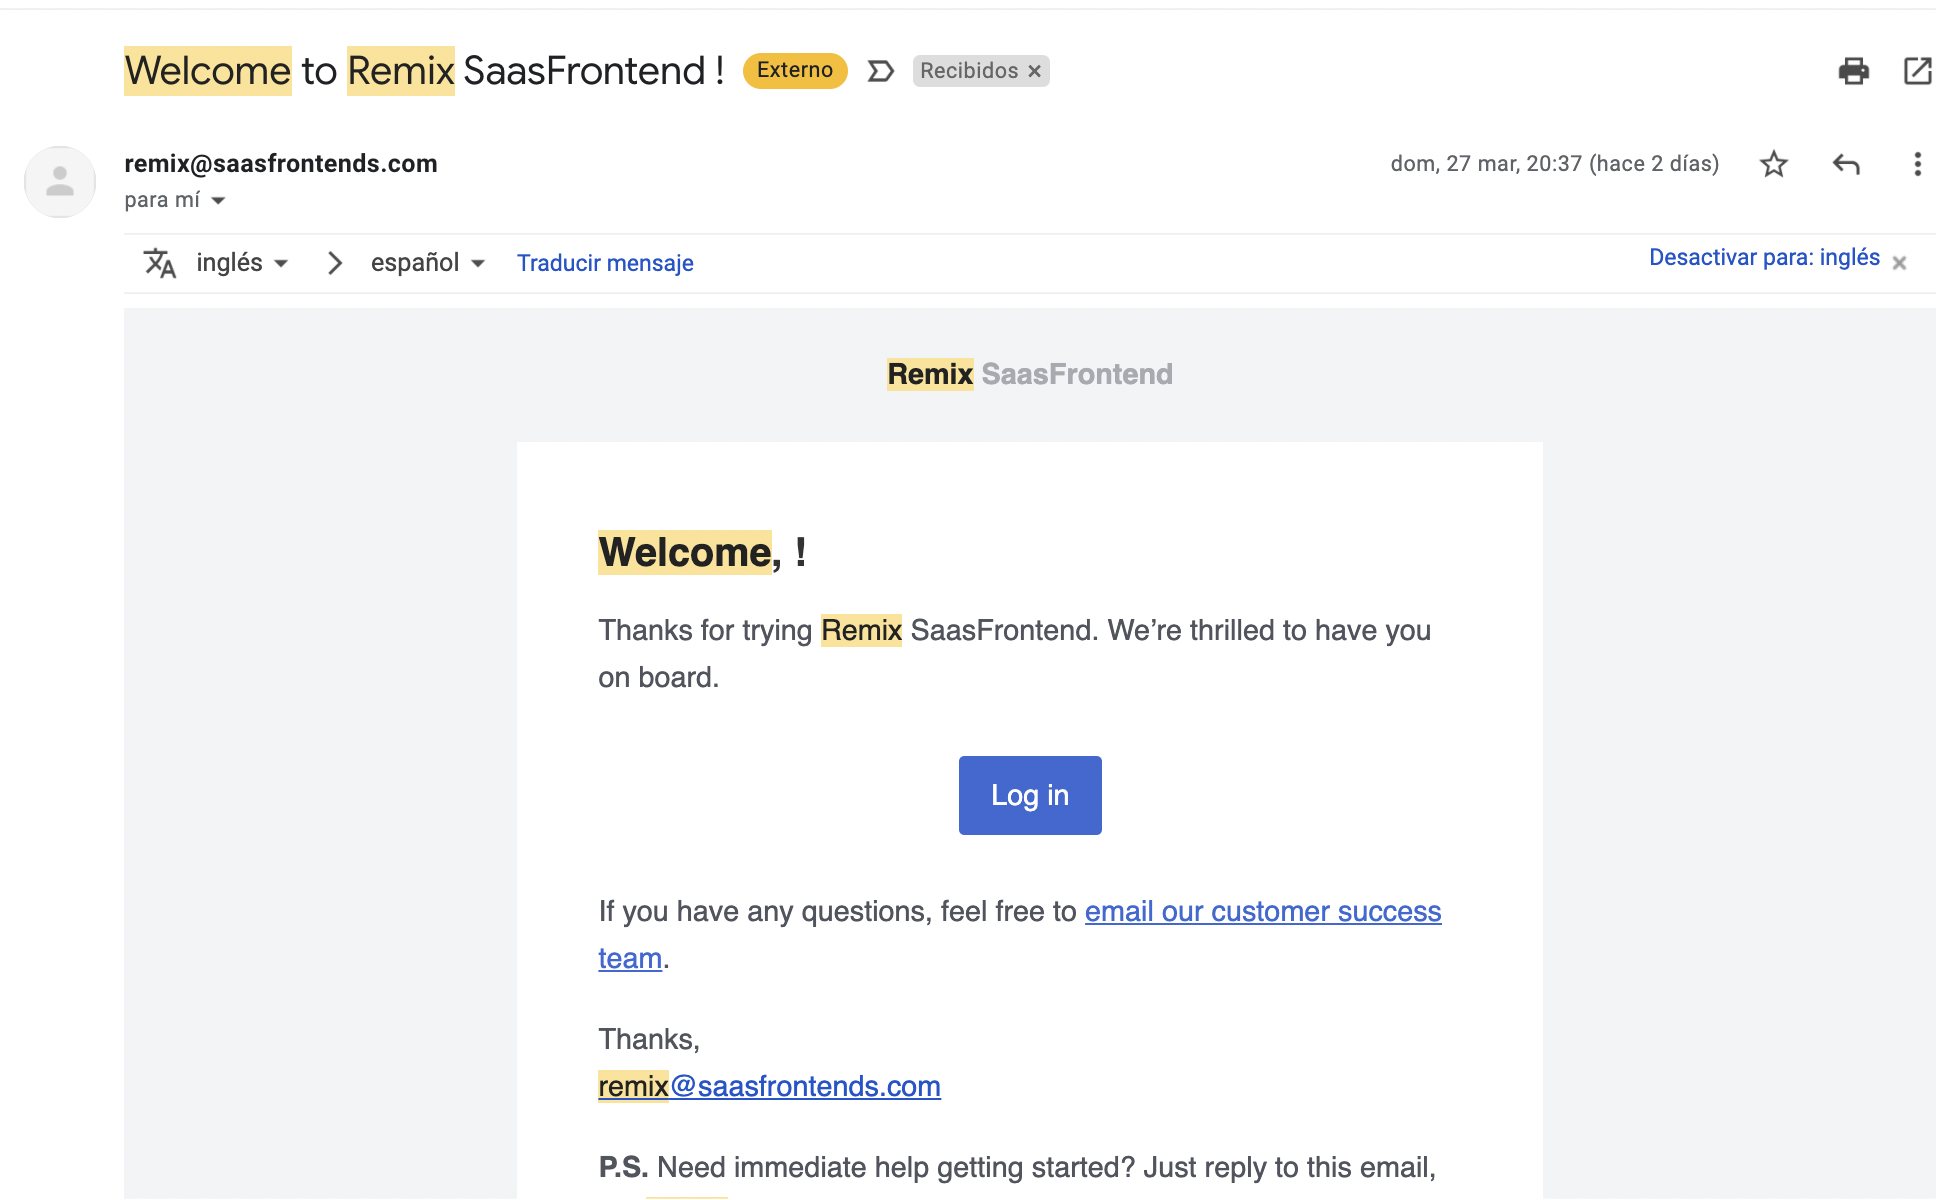 Welcome to Remix SaasFrontend ! Externo Recibidos ×
remix@saasfrontends.com dom, 27 mar, 20:37 (hace 2 días)
para mí
inglés > español Traducir mensaje Desactivar para: inglés ×
Remix SaasFrontend
Welcome, !
Thanks for trying Remix SaasFrontend. We’re thrilled to have you
on board.
Log in
If you have any questions, feel free to email our customer success
team.
Thanks,
remix@saasfrontends.com
P.S. Need immediate help getting started? Just reply to this email,